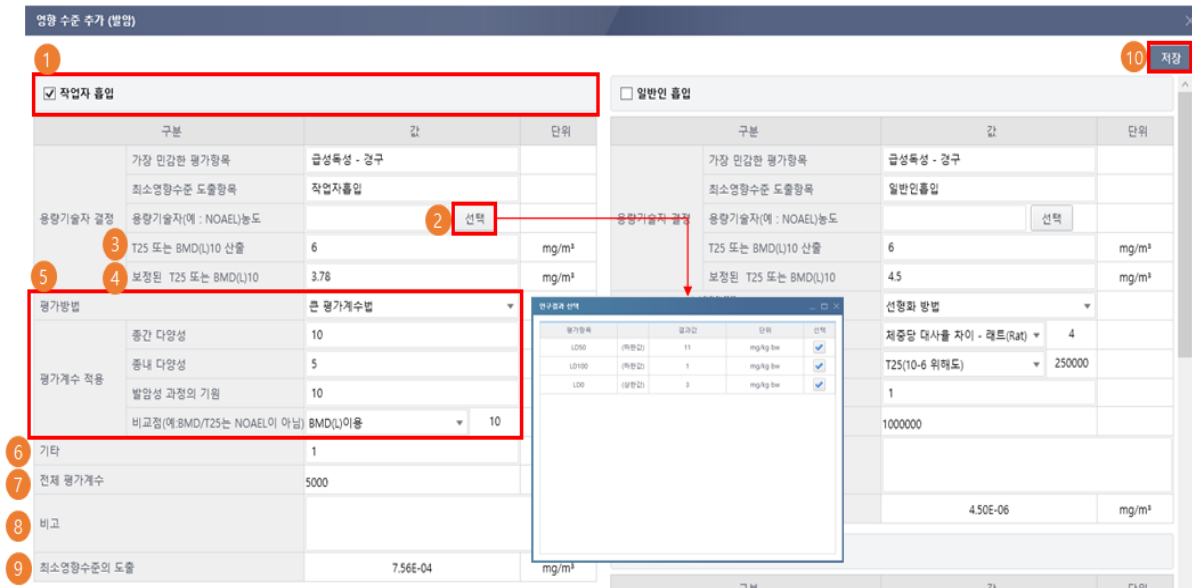 영향 수준 추가 (발암)
1
10 저장
작업자 흡입
구분 값 단위
용량기술자 결정
가장 민감한 평가항목 급성독성 - 경구
최소영향수준 도출항목 작업자흡입
용량기술자(예 : NOAEL)농도 2 선택
3 T25 또는 BMD(L)10 산출 6 mg/m³
4 보정된 T25 또는 BMD(L)10 3.78 mg/m³
5
평가방법 큰 평가계수법
평가계수 적용
종간 다양성 10
종내 다양성 5
발암성 과정의 기원 10
비교점(예:BMD/T25는 NOAEL이 아님) BMD(L)이용 10
6 기타 1
7 전체 평가계수 5000
8 비고
9 최소영향수준의 도출 7.56E-04 mg/m³
일반인 흡입
구분 값 단위
용량기술자 결정
가장 민감한 평가항목 급성독성 - 경구
최소영향수준 도출항목 일반인흡입
용량기술자(예 : NOAEL)농도 선택
T25 또는 BMD(L)10 산출 6 mg/m³
보정된 T25 또는 BMD(L)10 4.5 mg/m³
선형화 방법
체중당 대사율 차이 - 래트(Rat) 4
T25(10-6 위해도) 250000
1
1000000
4.50E-06 mg/m³
구분 값 단위
연구결과 선택
평가항목 결과값 단위 선택
LD50 (하한값) 11 mg/kg bw
LD100 (하한값) 1 mg/kg bw
LD0 (상한값) 3 mg/kg bw